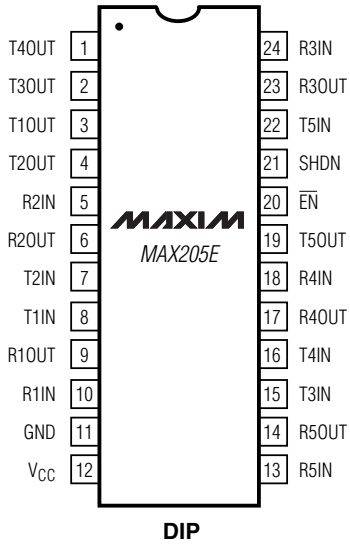 T4OUT 1 24 R3IN
T3OUT 2 23 R3OUT
T1OUT 3 22 T5IN
T2OUT 4 21 SHDN
R2IN 5 20 E̅N̅
R2OUT 6 19 T5OUT
T2IN 7 18 R4IN
T1IN 8 17 R4OUT
R1OUT 9 16 T4IN
R1IN 10 15 T3IN
GND 11 14 R5OUT
VCC 12 13 R5IN
MAXIM
MAX205E
DIP